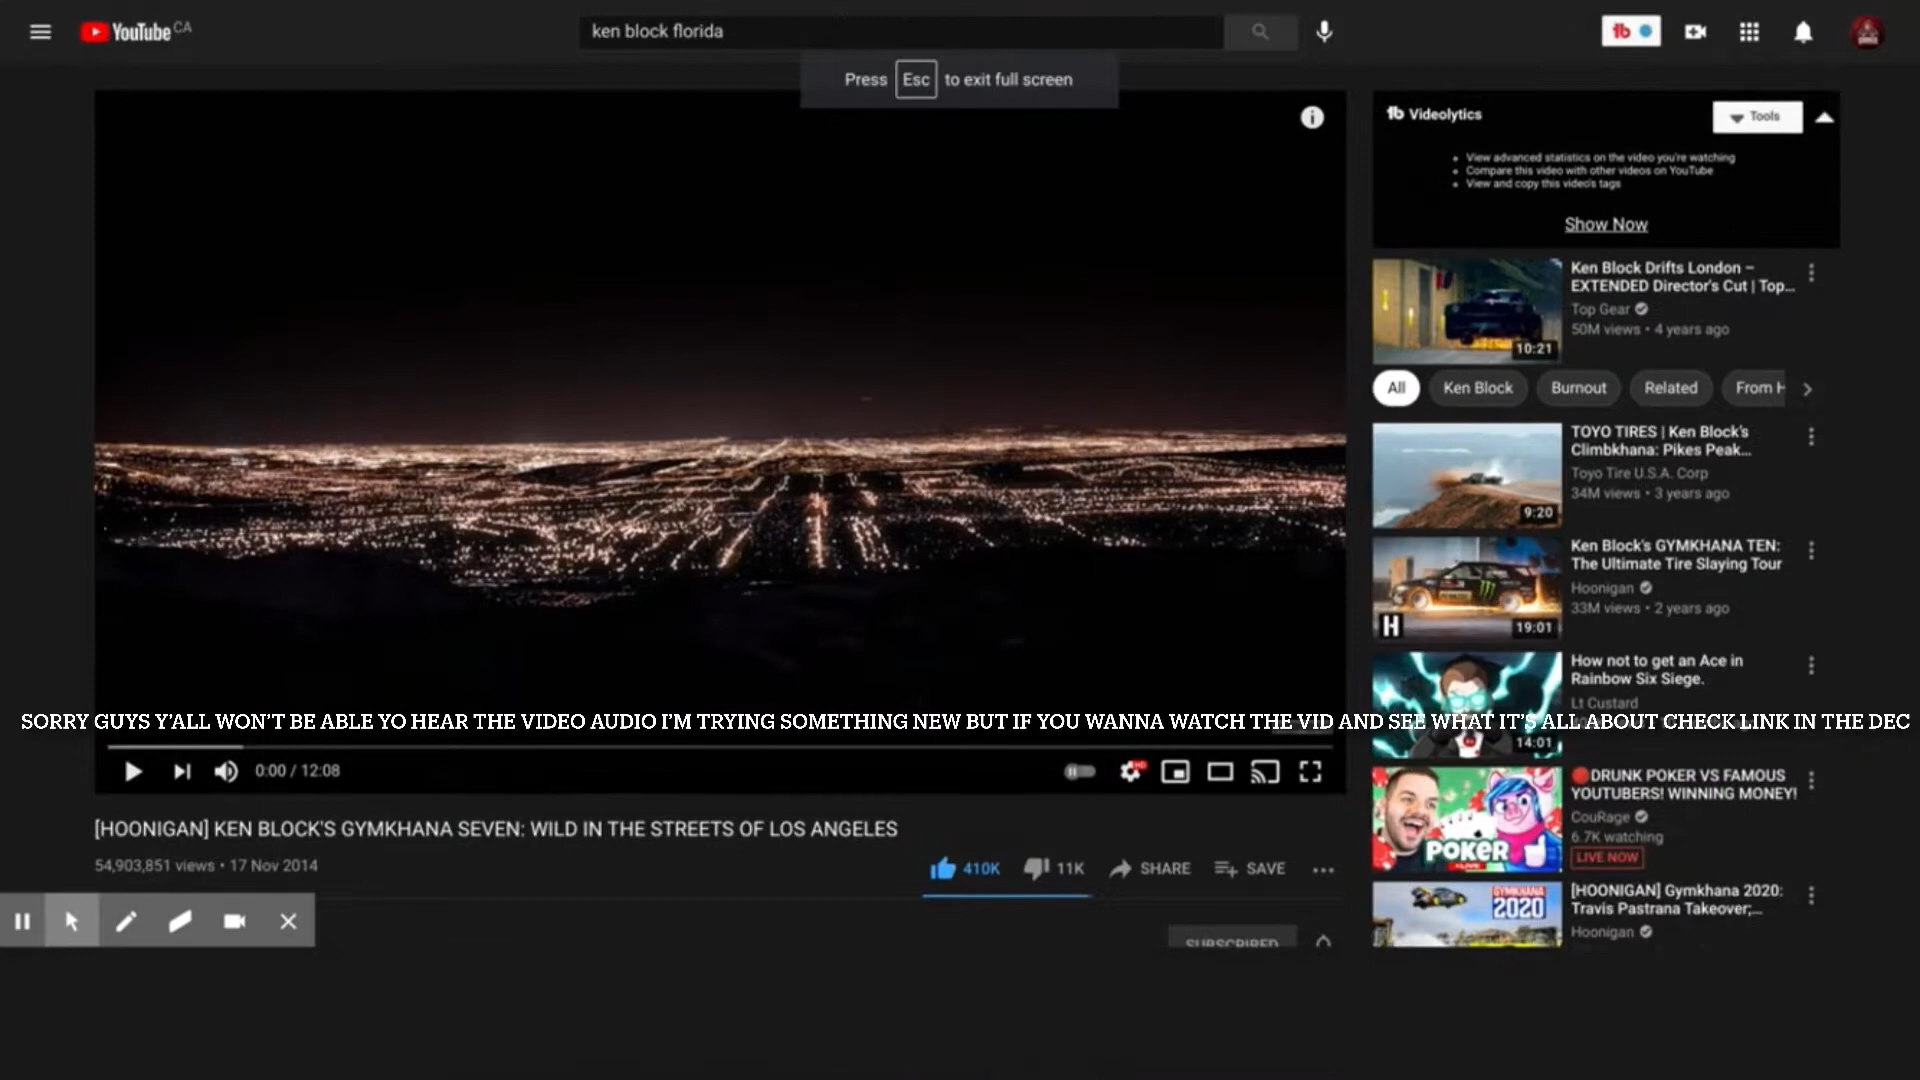 YouTube CA
ken block florida
Press Esc to exit full screen
Videolytics
Tools
View advanced statistics on the video you're watching
Compare this video with other videos on YouTube
View and copy this video's tags
Show Now
Ken Block Drifts London –
EXTENDED Director's Cut | Top...
Top Gear
50M views • 4 years ago
10:21
All
Ken Block
Burnout
Related
From H
TOYO TIRES | Ken Block's
Climbkhana: Pikes Peak...
Toyo Tire U.S.A. Corp
34M views • 3 years ago
9:20
Ken Block's GYMKHANA TEN:
The Ultimate Tire Slaying Tour
Hoonigan
33M views • 2 years ago
H
19:01
How not to get an Ace in
Rainbow Six Siege.
Lt Custard
14:01
SORRY GUYS Y'ALL WON'T BE ABLE YO HEAR THE VIDEO AUDIO I'M TRYING SOMETHING NEW BUT IF YOU WANNA WATCH THE VID AND SEE WHAT IT'S ALL ABOUT CHECK LINK IN THE DEC
0:00 / 12:08
HD
[HOONIGAN] KEN BLOCK'S GYMKHANA SEVEN: WILD IN THE STREETS OF LOS ANGELES
54,903,851 views • 17 Nov 2014
410K
11K
SHARE
SAVE
SUBSCRIBED
DRUNK POKER VS FAMOUS
YOUTUBERS! WINNING MONEY!
CouRage
6.7K watching
LIVE NOW
POKER
[HOONIGAN] Gymkhana 2020:
Travis Pastrana Takeover;...
Hoonigan
GYMKHANA
2020